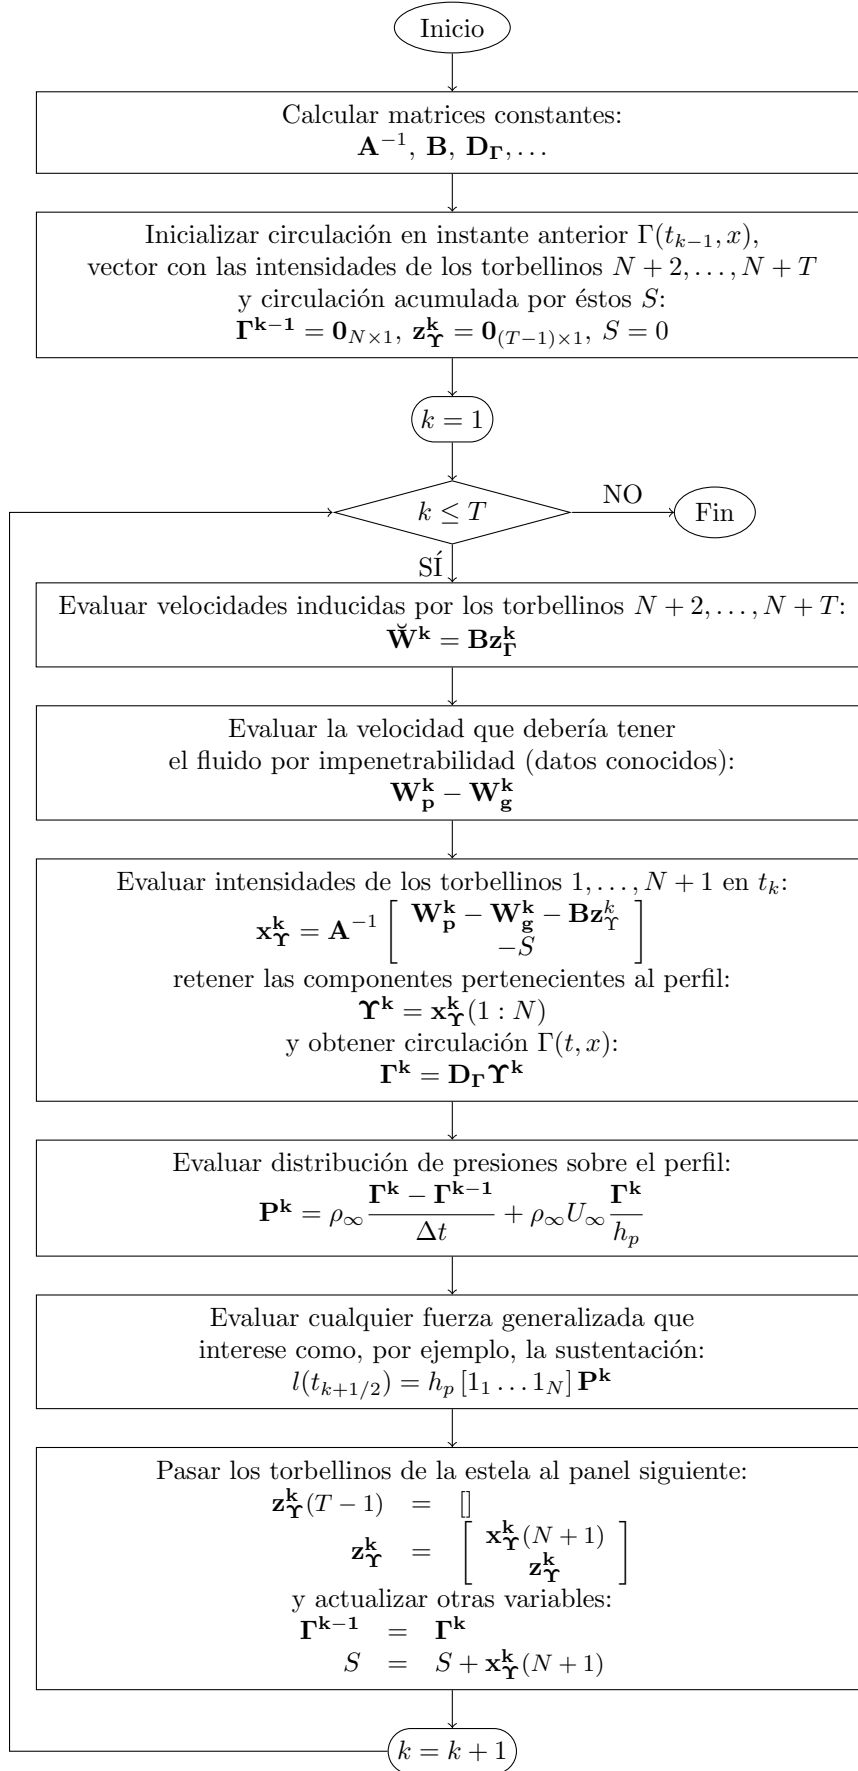 Inicio
Calcular matrices constantes:
𝐀⁻¹, 𝐁, 𝐃_𝚪, …
Inicializar circulación en instante anterior Γ(t_{k−1}, x),
vector con las intensidades de los torbellinos N + 2, …, N + T
y circulación acumulada por éstos S:
𝚪^{𝐤−𝟏} = 𝟎_{N×1}, 𝐳^𝐤_𝚼 = 𝟎_{(T−1)×1}, S = 0
k = 1
k ≤ T
NO
Fin
SÍ
Evaluar velocidades inducidas por los torbellinos N + 2, …, N + T:
𝐖̆^𝐤 = 𝐁𝐳^𝐤_𝚪
Evaluar la velocidad que debería tener
el fluido por impenetrabilidad (datos conocidos):
𝐖^𝐤_𝐩 − 𝐖^𝐤_𝐠
Evaluar intensidades de los torbellinos 1, …, N + 1 en t_k:
𝐱^𝐤_𝚼 = 𝐀⁻¹ [ 𝐖^𝐤_𝐩 − 𝐖^𝐤_𝐠 − 𝐁𝐳^k_Υ
−S ]
retener las componentes pertenecientes al perfil:
𝚼^𝐤 = 𝐱^𝐤_𝚼(1 : N)
y obtener circulación Γ(t, x):
𝚪^𝐤 = 𝐃_𝚪 𝚼^𝐤
Evaluar distribución de presiones sobre el perfil:
𝐏^𝐤 = ρ_∞ (𝚪^𝐤 − 𝚪^{𝐤−𝟏})/Δt + ρ_∞ U_∞ 𝚪^𝐤/h_p
Evaluar cualquier fuerza generalizada que
interese como, por ejemplo, la sustentación:
l(t_{k+1/2}) = h_p [1_1 … 1_N] 𝐏^𝐤
Pasar los torbellinos de la estela al panel siguiente:
𝐳^𝐤_𝚼(T − 1) = []
𝐳^𝐤_𝚼 = [ 𝐱^𝐤_𝚼(N + 1)
𝐳^𝐤_𝚼 ]
y actualizar otras variables:
𝚪^{𝐤−𝟏} = 𝚪^𝐤
S = S + 𝐱^𝐤_𝚼(N + 1)
k = k + 1